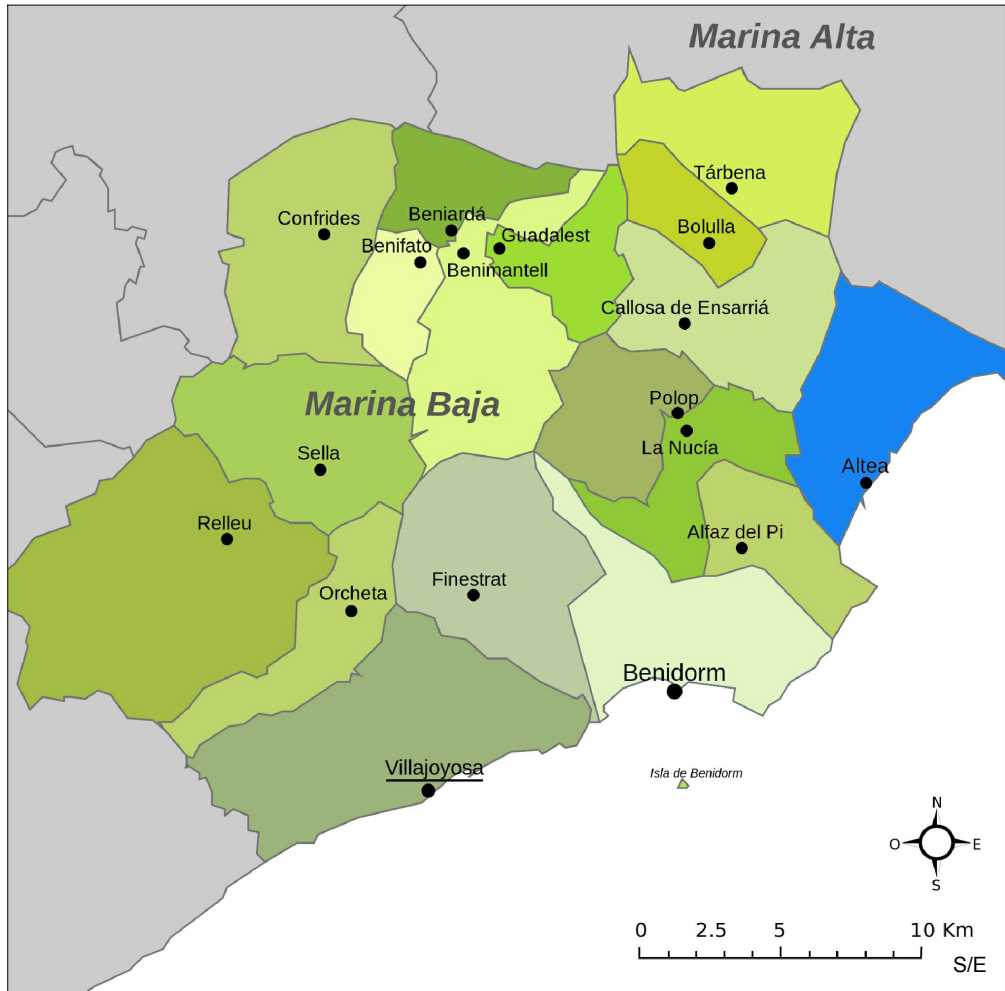 Marina Alta
Tárbena
Confrides
Beniardá
Bolulla
Guadalest
Benifato
Benimantell
Callosa de Ensarriá
Marina Baja
Polop
La Nucía
Sella
Altea
Relleu
Alfaz del Pi
Finestrat
Orcheta
Benidorm
Villajoyosa
Isla de Benidorm
N
O
E
S
0 2.5 5 10 Km
S/E